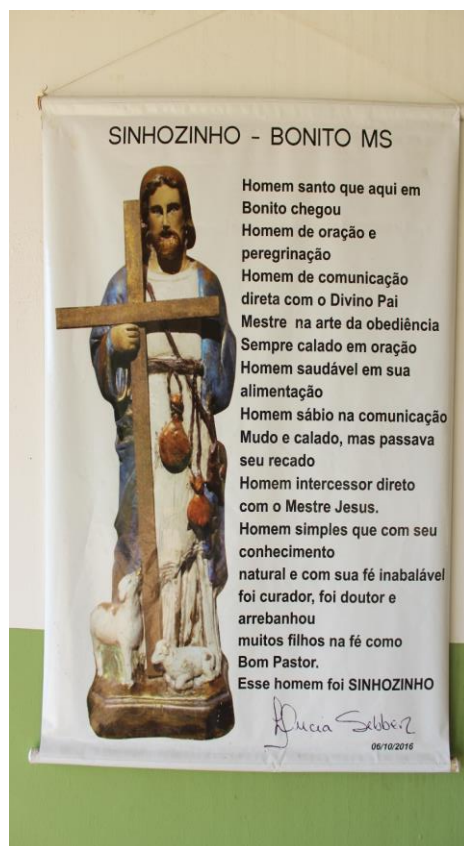 SINHOZINHO - BONITO MS
Homem santo que aqui em
Bonito chegou
Homem de oração e
peregrinação
Homem de comunicação
direta com o Divino Pai
Mestre na arte da obediência
Sempre calado em oração
Homem saudável em sua
alimentação
Homem sábio na comunicação
Mudo e calado, mas passava
seu recado
Homem intercessor direto
com o Mestre Jesus.
Homem simples que com seu
conhecimento
natural e com sua fé inabalável
foi curador, foi doutor e
arrebanhou
muitos filhos na fé como
Bom Pastor.
Esse homem foi SINHOZINHO
06/10/2016